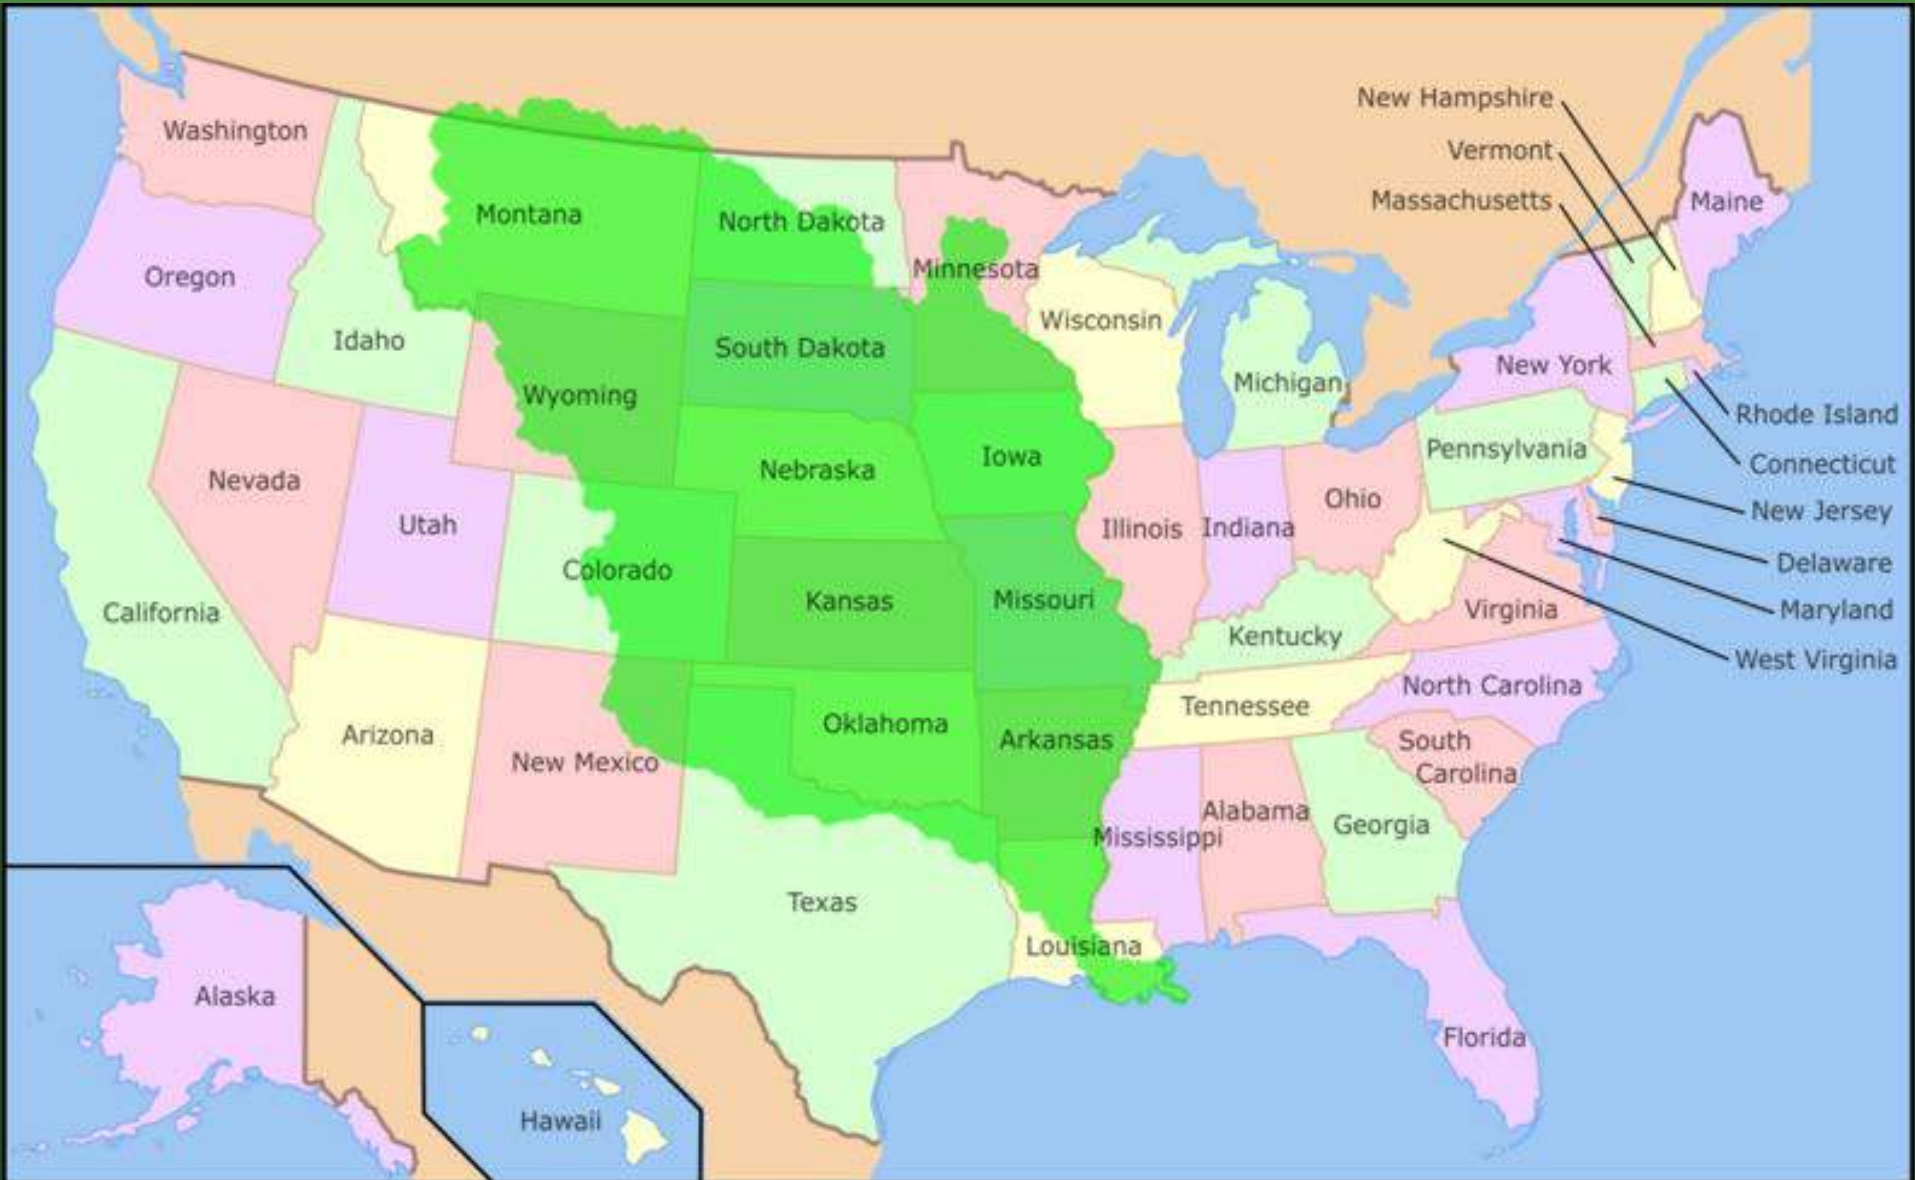 New Hampshire
Washington
Vermont
Massachusetts
Maine
Montana
North Dakota
Minnesota
Oregon
Wisconsin
Idaho
South Dakota
New York
Michigan
Wyoming
Rhode Island
Pennsylvania
Iowa
Connecticut
Nebraska
Nevada
Ohio
New Jersey
Utah
Illinois
Indiana
Delaware
Colorado
Kansas
Missouri
Virginia
Maryland
California
Kentucky
West Virginia
North Carolina
Tennessee
Oklahoma
Arizona
Arkansas
South
Carolina
New Mexico
Alabama
Georgia
Mississippi
Texas
Louisiana
Alaska
Florida
Hawaii